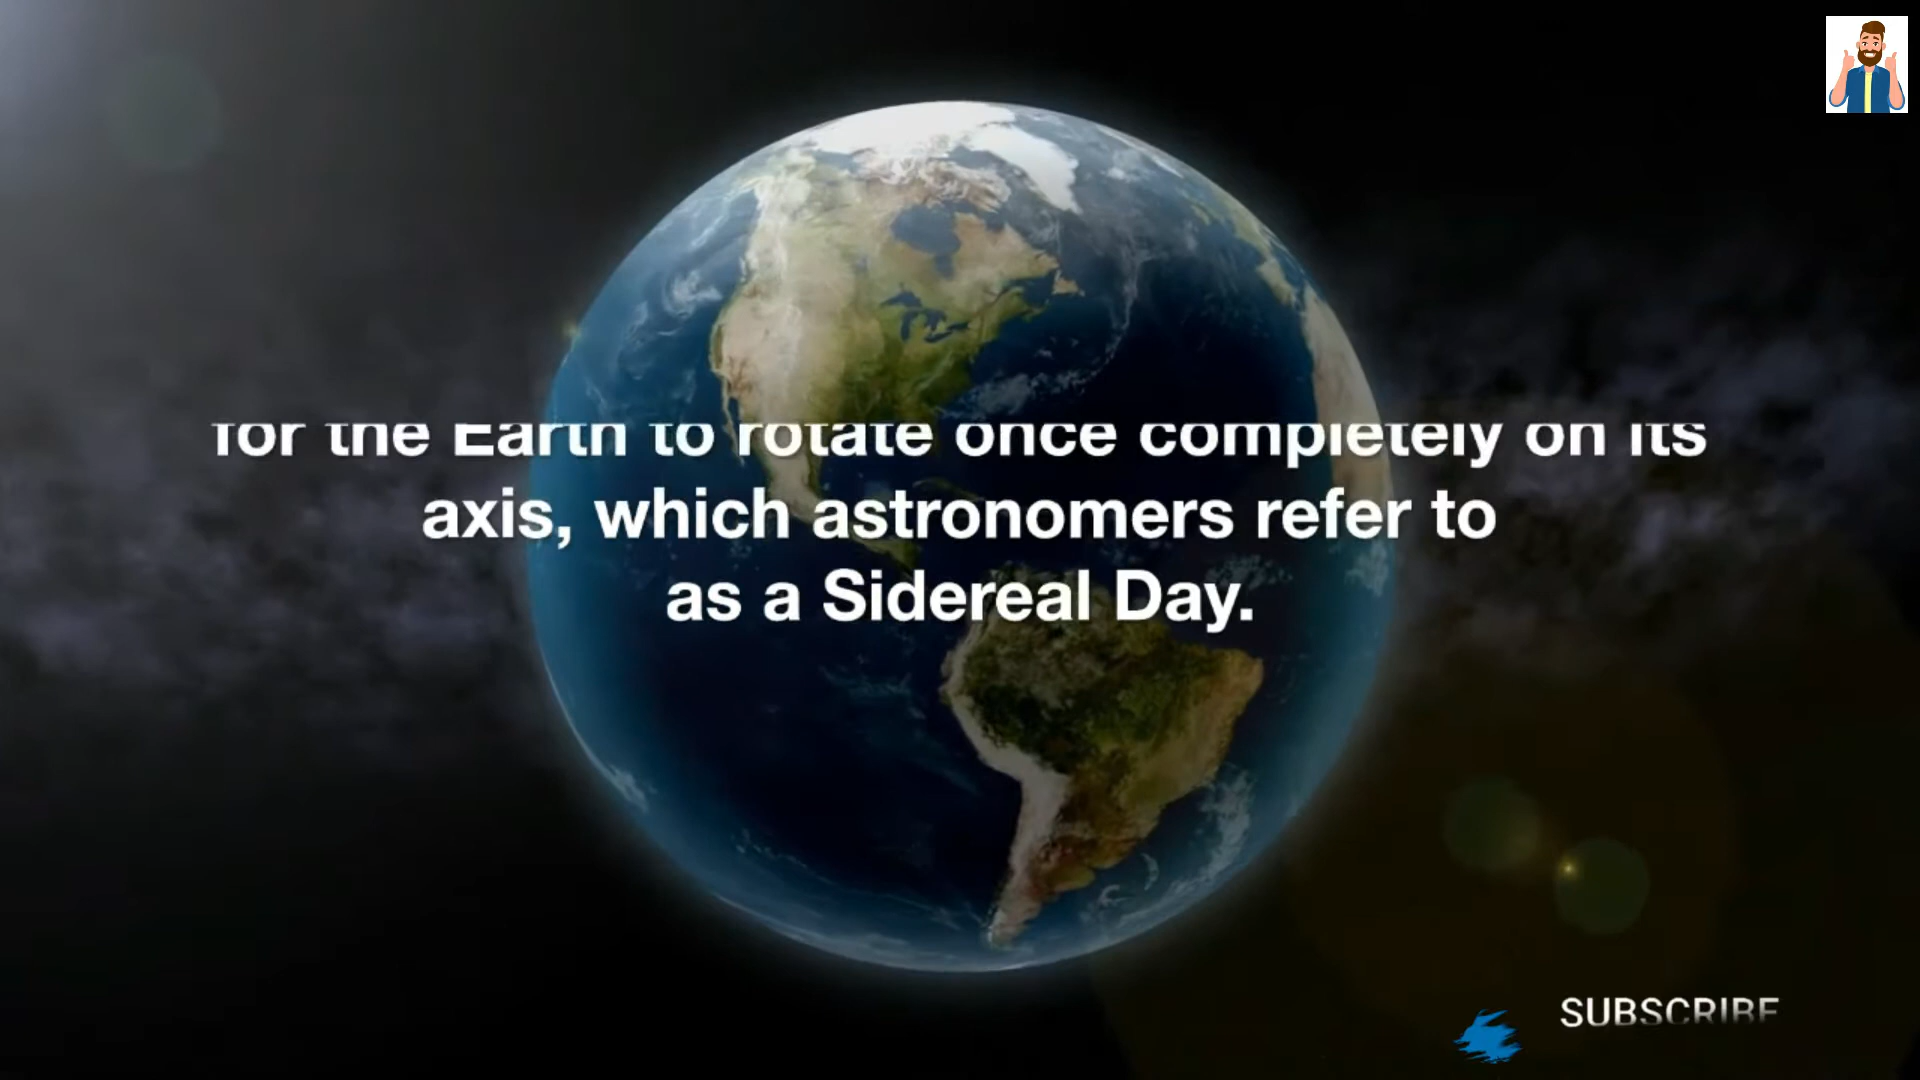 for the Earth to rotate once completely on its
axis, which astronomers refer to
as a Sidereal Day.
SUBSCRIBE